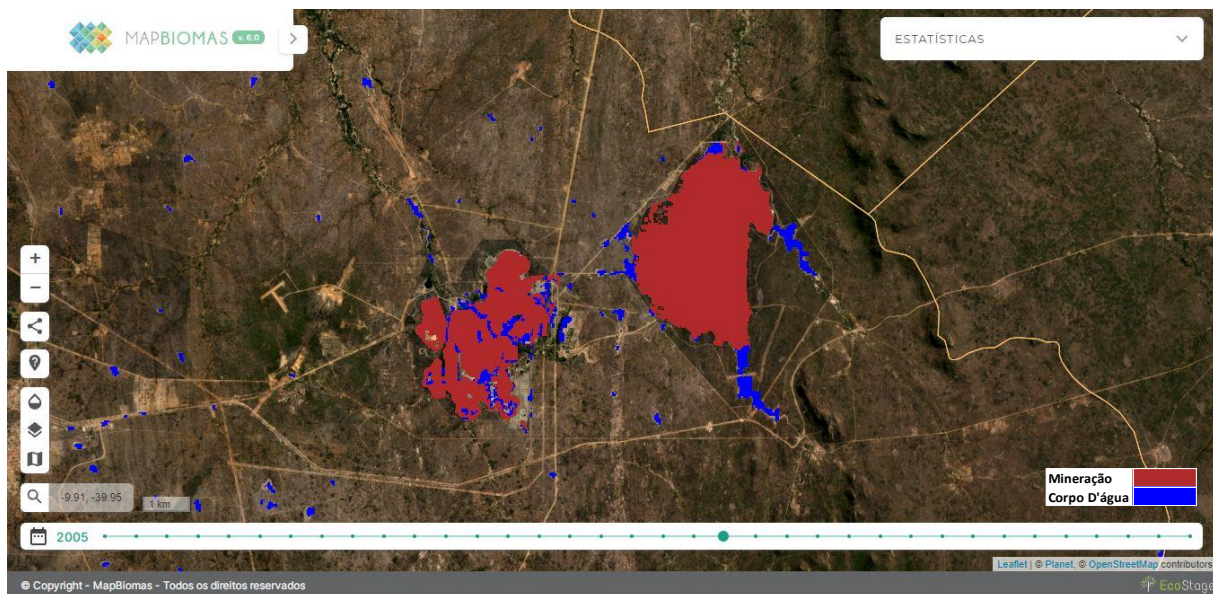 MAPBIOMAS v. 6.0 >
ESTATÍSTICAS
+
−
-9.91, -39.95
1 km
Mineração
Corpo D'água
2005
Leaflet | © Planet, © OpenStreetMap contributors
© Copyright - MapBiomas - Todos os direitos reservados
EcoStage